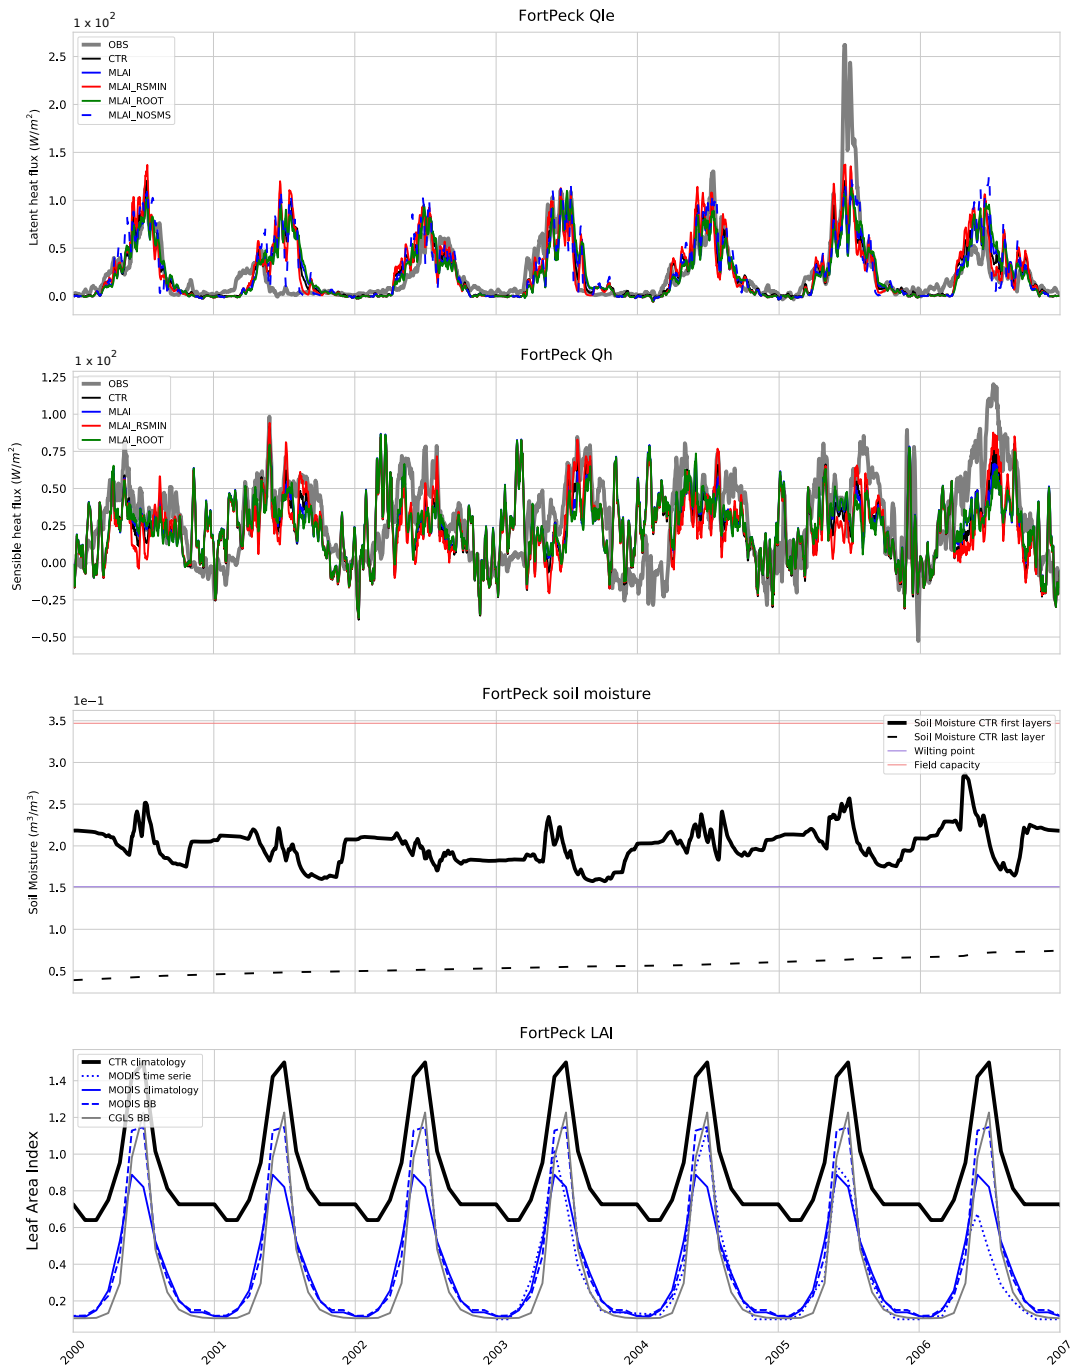 FortPeck Qle
1 x 10²
Latent heat flux (W/m²)
2.5
2.0
1.5
1.0
0.5
0.0
OBS
CTR
MLAI
MLAI_RSMIN
MLAI_ROOT
MLAI_NOSMS
FortPeck Qh
1 x 10²
Sensible heat flux (W/m²)
1.25
1.00
0.75
0.50
0.25
0.00
−0.25
−0.50
OBS
CTR
MLAI
MLAI_RSMIN
MLAI_ROOT
FortPeck soil moisture
1e−1
Soil Moisture (m³/m³)
3.5
3.0
2.5
2.0
1.5
1.0
0.5
Soil Moisture CTR first layers
Soil Moisture CTR last layer
Wilting point
Field capacity
FortPeck LAI
Leaf Area Index
1.4
1.2
1.0
0.8
0.6
0.4
0.2
CTR climatology
MODIS time serie
MODIS climatology
MODIS BB
CGLS BB
2000 2001 2002 2003 2004 2005 2006 2007